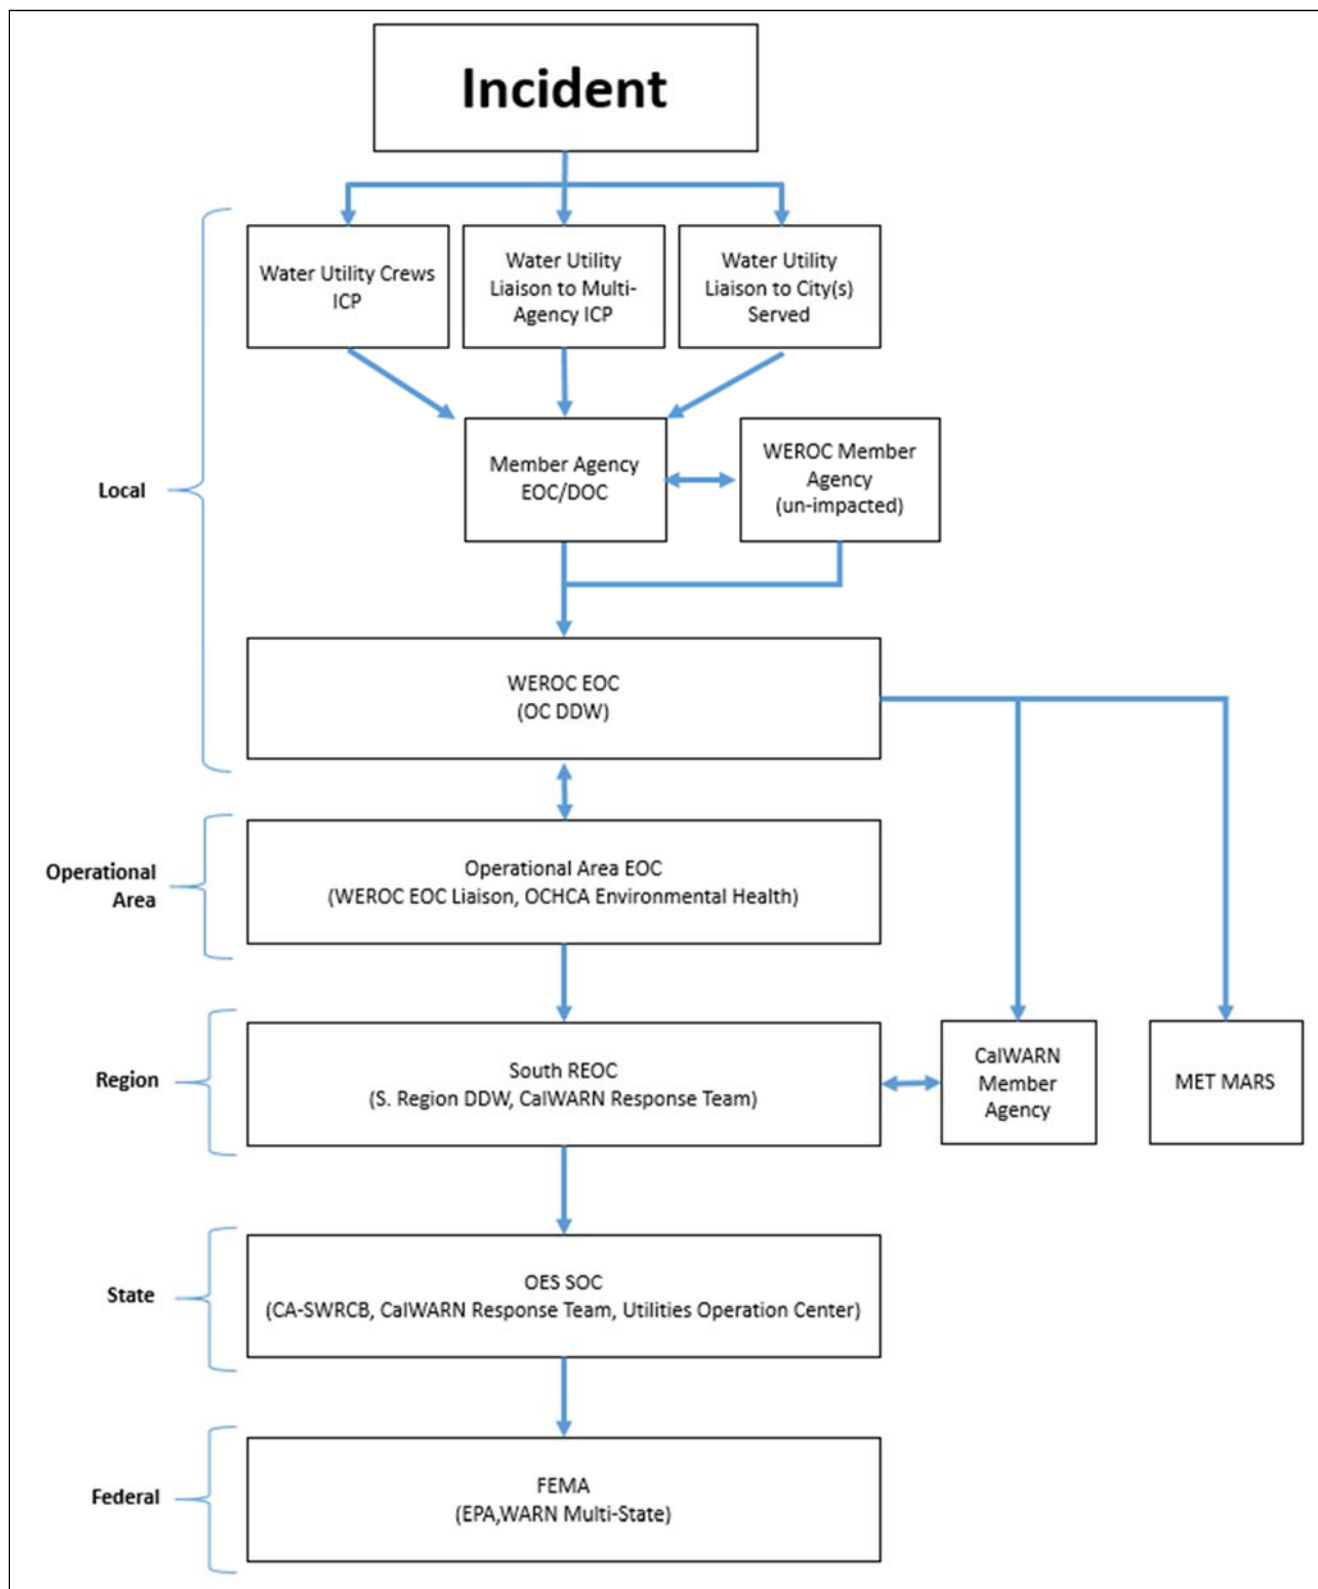 Incident
Water Utility Crews
ICP
Water Utility
Liaison to Multi-
Agency ICP
Water Utility
Liaison to City(s)
Served
Local
Member Agency
EOC/DOC
WEROC Member
Agency
(un-impacted)
WEROC EOC
(OC DDW)
Operational
Area
Operational Area EOC
(WEROC EOC Liaison, OCHCA Environmental Health)
Region
South REOC
(S. Region DDW, CalWARN Response Team)
CalWARN
Member
Agency
MET MARS
State
OES SOC
(CA-SWRCB, CalWARN Response Team, Utilities Operation Center)
Federal
FEMA
(EPA,WARN Multi-State)